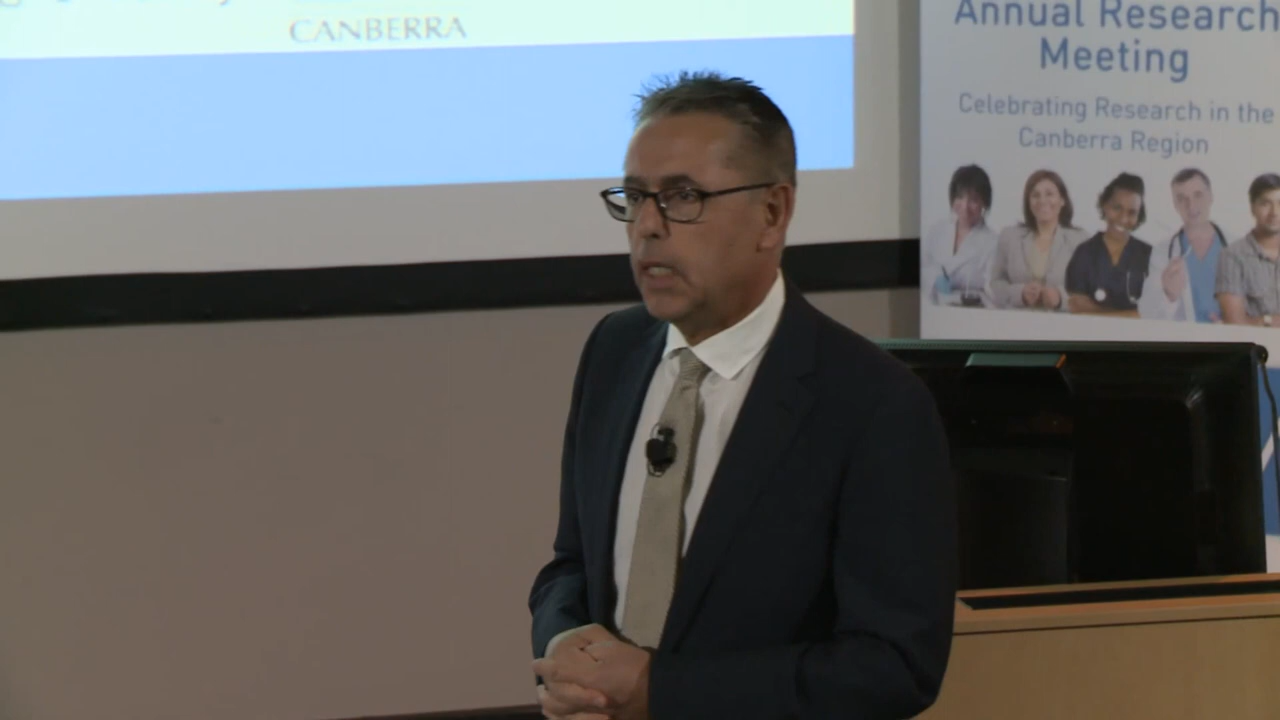 CANBERRA
Annual Research
Meeting
Celebrating Research in the
Canberra Region